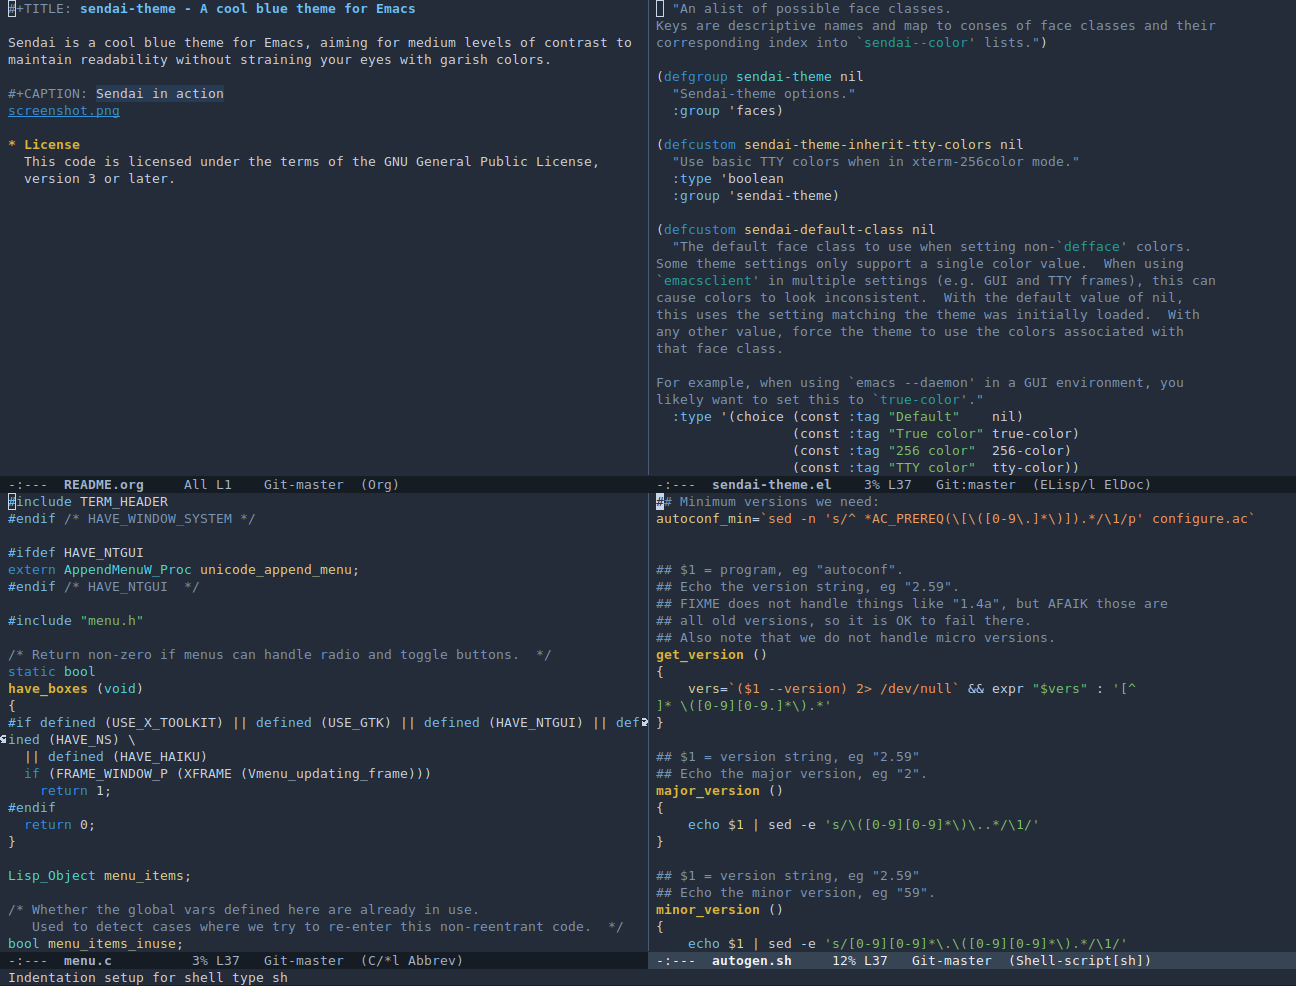 #+TITLE: sendai-theme - A cool blue theme for Emacs

Sendai is a cool blue theme for Emacs, aiming for medium levels of contrast to
maintain readability without straining your eyes with garish colors.

#+CAPTION: Sendai in action
screenshot.png

* License
  This code is licensed under the terms of the GNU General Public License,
  version 3 or later.
-:---  README.org     All L1    Git-master  (Org)
  "An alist of possible face classes.
Keys are descriptive names and map to conses of face classes and their
corresponding index into `sendai--color' lists.")

(defgroup sendai-theme nil
  "Sendai-theme options."
  :group 'faces)

(defcustom sendai-theme-inherit-tty-colors nil
  "Use basic TTY colors when in xterm-256color mode."
  :type 'boolean
  :group 'sendai-theme)

(defcustom sendai-default-class nil
  "The default face class to use when setting non-`defface' colors.
Some theme settings only support a single color value.  When using
`emacsclient' in multiple settings (e.g. GUI and TTY frames), this can
cause colors to look inconsistent.  With the default value of nil,
this uses the setting matching the theme was initially loaded.  With
any other value, force the theme to use the colors associated with
that face class.

For example, when using `emacs --daemon' in a GUI environment, you
likely want to set this to `true-color'."
  :type '(choice (const :tag "Default"    nil)
                 (const :tag "True color" true-color)
                 (const :tag "256 color"  256-color)
                 (const :tag "TTY color"  tty-color))
-:---  sendai-theme.el    3% L37   Git:master  (ELisp/l ElDoc)
#include TERM_HEADER
#endif /* HAVE_WINDOW_SYSTEM */

#ifdef HAVE_NTGUI
extern AppendMenuW_Proc unicode_append_menu;
#endif /* HAVE_NTGUI  */

#include "menu.h"

/* Return non-zero if menus can handle radio and toggle buttons.  */
static bool
have_boxes (void)
{
#if defined (USE_X_TOOLKIT) || defined (USE_GTK) || defined (HAVE_NTGUI) || def
ined (HAVE_NS) \
  || defined (HAVE_HAIKU)
  if (FRAME_WINDOW_P (XFRAME (Vmenu_updating_frame)))
    return 1;
#endif
  return 0;
}

Lisp_Object menu_items;

/* Whether the global vars defined here are already in use.
   Used to detect cases where we try to re-enter this non-reentrant code.  */
bool menu_items_inuse;
-:---  menu.c          3% L37   Git-master  (C/*l Abbrev)
## Minimum versions we need:
autoconf_min=`sed -n 's/^ *AC_PREREQ(\[\([0-9\.]*\)]).*/\1/p' configure.ac`


## $1 = program, eg "autoconf".
## Echo the version string, eg "2.59".
## FIXME does not handle things like "1.4a", but AFAIK those are
## all old versions, so it is OK to fail there.
## Also note that we do not handle micro versions.
get_version ()
{
    vers=`($1 --version) 2> /dev/null` && expr "$vers" : '[^
]* \([0-9][0-9.]*\).*'
}

## $1 = version string, eg "2.59"
## Echo the major version, eg "2".
major_version ()
{
    echo $1 | sed -e 's/\([0-9][0-9]*\)\..*/\1/'
}

## $1 = version string, eg "2.59"
## Echo the minor version, eg "59".
minor_version ()
{
    echo $1 | sed -e 's/[0-9][0-9]*\.\([0-9][0-9]*\).*/\1/'
-:---  autogen.sh     12% L37   Git-master  (Shell-script[sh])
Indentation setup for shell type sh